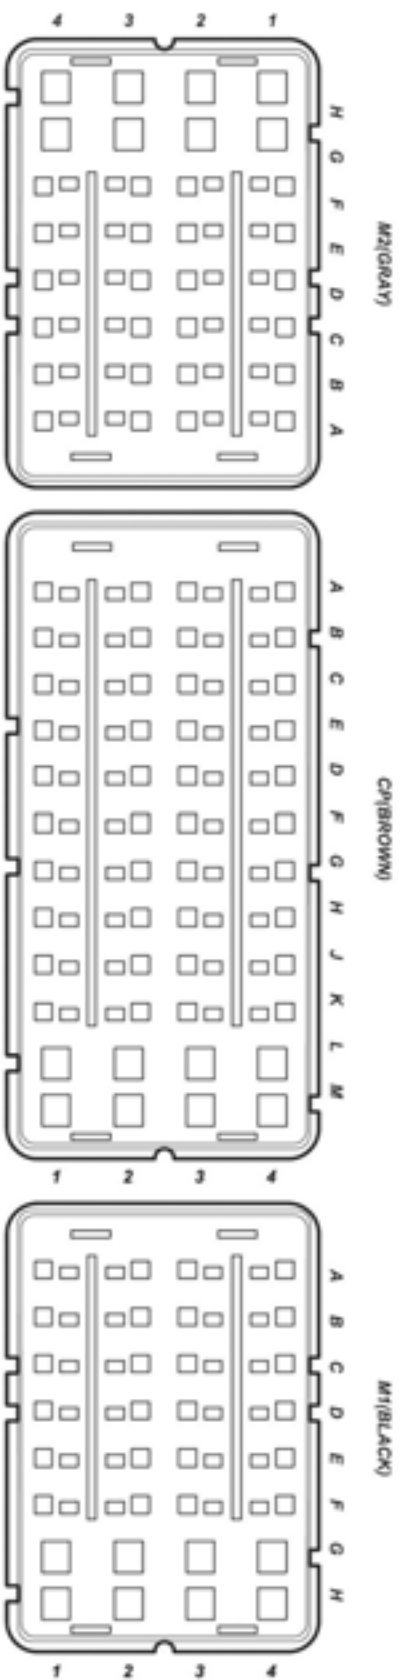 4 3 2 1
H
G
F
E
D
C
B
A
M2(GRAY)
A
B
C
E
D
F
G
H
J
K
L
M
CP(BROWN)
1 2 3 4
A
B
C
D
E
F
G
H
M1(BLACK)
1 2 3 4